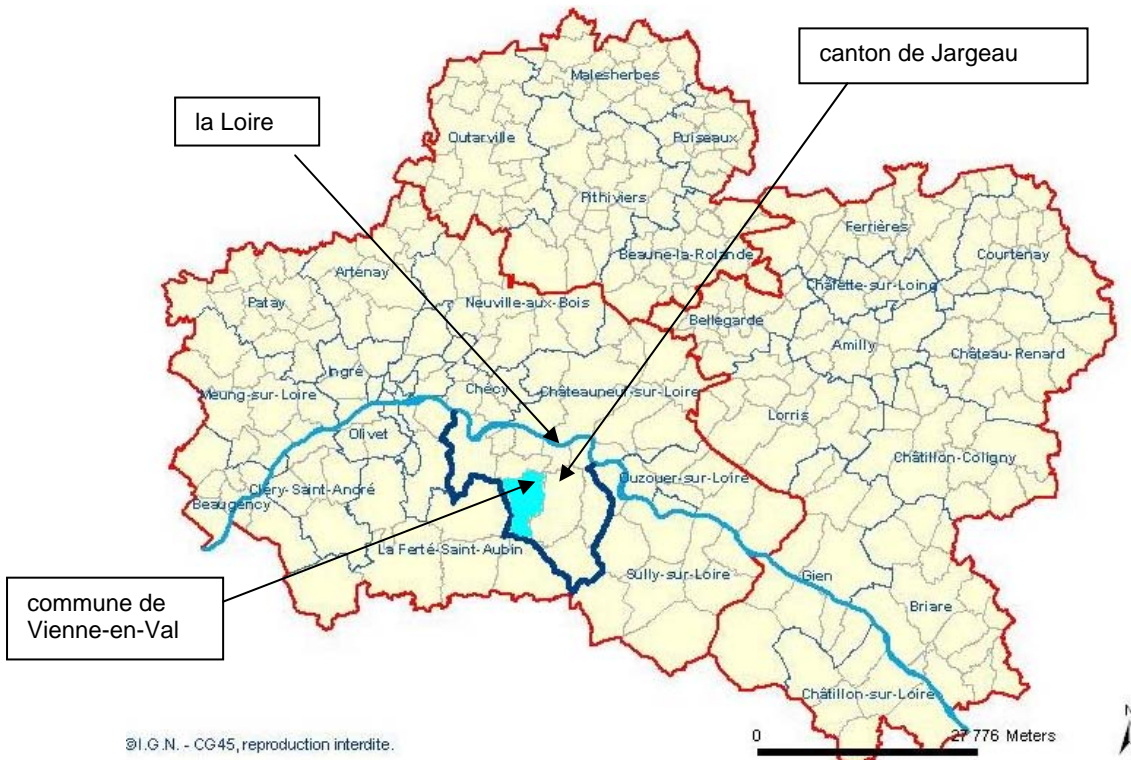 canton de Jargeau
Malesherbes
la Loire
Outarville
Puiseaux
Pithiviers
Ferrières
Beaune-la-Rolande
Courtenay
Artenay
Châlette-sur-Loing
Patay
Neuville-aux-Bois
Bellegarde
Amilly
Château-Renard
Ingré
Chécy
Châteauneuf-sur-Loire
Meung-sur-Loire
Lorris
Olivet
Châtillon-Coligny
Ouzouer-sur-Loire
Cléry-Saint-André
Beaugency
La Ferté-Saint-Aubin
Sully-sur-Loire
Gien
Briare
commune de
Vienne-en-Val
Châtillon-sur-Loire
N
0
27 776 Meters
©I.G.N. - CG45, reproduction interdite.